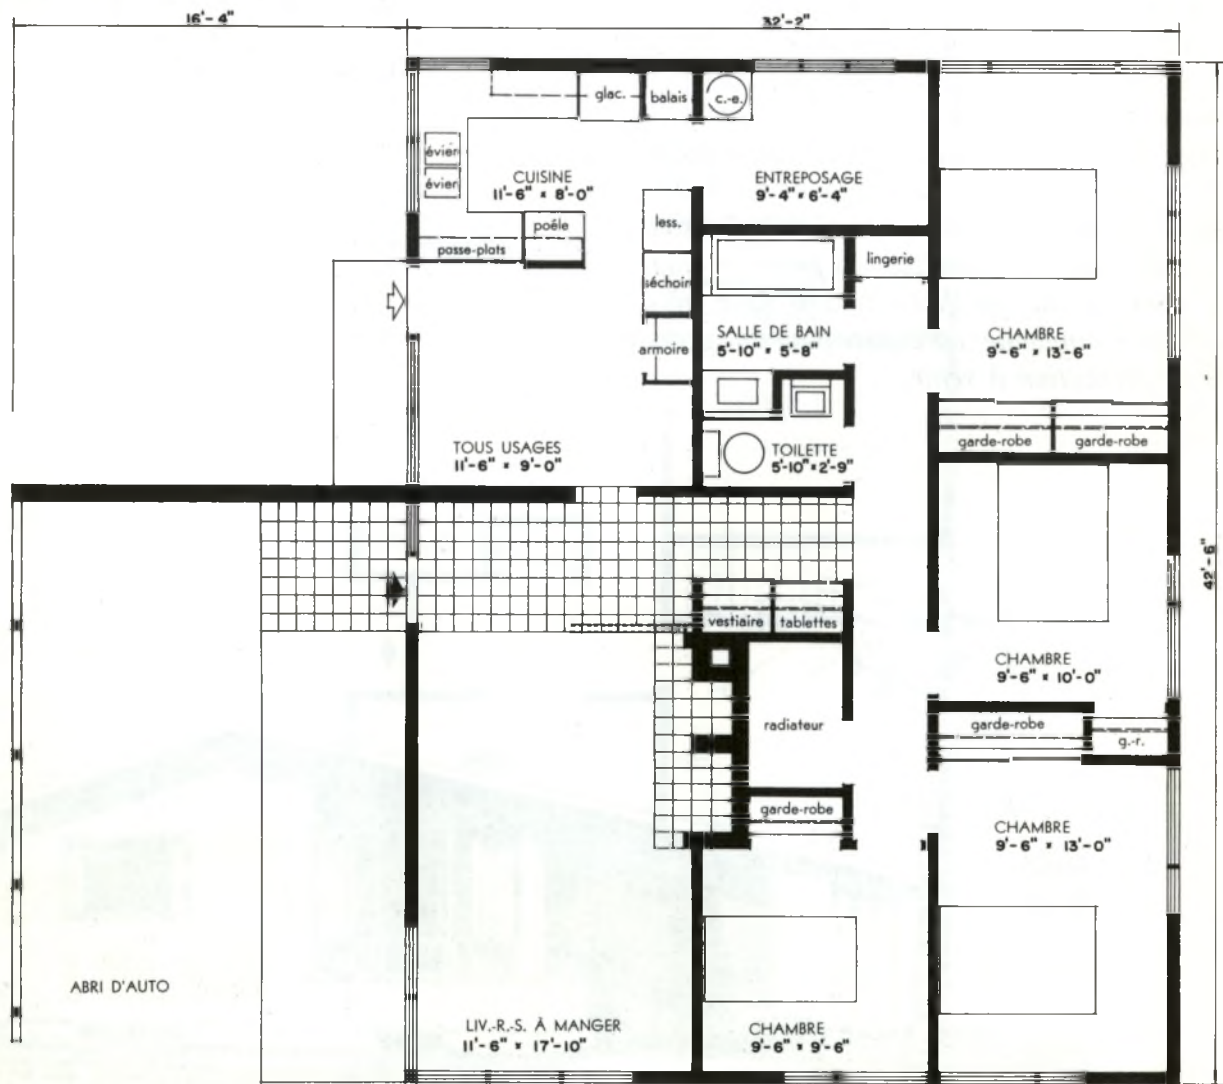 16'-4"
32'-2"
glac.
balais
c.-e.
évier
évier
CUISINE
11'-6" × 8'-0"
ENTREPOSAGE
9'-4" × 6'-4"
poêle
passe-plats
less.
séchoir
armoire
lingerie
SALLE DE BAIN
5'-10" × 5'-8"
CHAMBRE
9'-6" × 13'-6"
garde-robe
garde-robe
TOUS USAGES
11'-6" × 9'-0"
TOILETTE
5'-10" × 2'-9"
42'-6"
vestiaire
tablettes
CHAMBRE
9'-6" × 10'-0"
radiateur
garde-robe
g.-r.
garde-robe
CHAMBRE
9'-6" × 13'-0"
ABRI D'AUTO
LIV.-R.-S. À MANGER
11'-6" × 17'-10"
CHAMBRE
9'-6" × 9'-6"